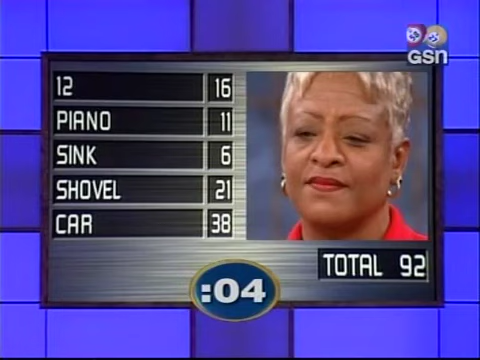 GSN
12 16
PIANO 11
SINK 6
SHOVEL 21
CAR 38
TOTAL 92
:04